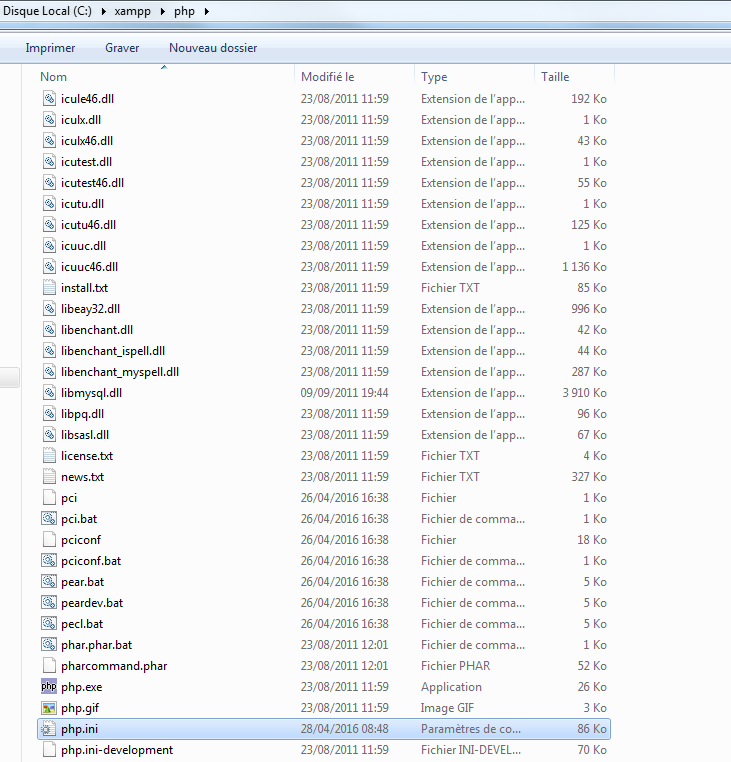 Disque Local (C:) ▸ xampp ▸ php ▸
Imprimer Graver Nouveau dossier
Nom Modifié le Type Taille
icule46.dll 23/08/2011 11:59 Extension de l'app... 192 Ko
iculx.dll 23/08/2011 11:59 Extension de l'app... 1 Ko
iculx46.dll 23/08/2011 11:59 Extension de l'app... 43 Ko
icutest.dll 23/08/2011 11:59 Extension de l'app... 1 Ko
icutest46.dll 23/08/2011 11:59 Extension de l'app... 55 Ko
icutu.dll 23/08/2011 11:59 Extension de l'app... 1 Ko
icutu46.dll 23/08/2011 11:59 Extension de l'app... 125 Ko
icuuc.dll 23/08/2011 11:59 Extension de l'app... 1 Ko
icuuc46.dll 23/08/2011 11:59 Extension de l'app... 1 136 Ko
install.txt 23/08/2011 11:59 Fichier TXT 85 Ko
libeay32.dll 23/08/2011 11:59 Extension de l'app... 996 Ko
libenchant.dll 23/08/2011 11:59 Extension de l'app... 42 Ko
libenchant_ispell.dll 23/08/2011 11:59 Extension de l'app... 44 Ko
libenchant_myspell.dll 23/08/2011 11:59 Extension de l'app... 287 Ko
libmysql.dll 09/09/2011 19:44 Extension de l'app... 3 910 Ko
libpq.dll 23/08/2011 11:59 Extension de l'app... 96 Ko
libsasl.dll 23/08/2011 11:59 Extension de l'app... 67 Ko
license.txt 23/08/2011 11:59 Fichier TXT 4 Ko
news.txt 23/08/2011 11:59 Fichier TXT 327 Ko
pci 26/04/2016 16:38 Fichier 1 Ko
pci.bat 26/04/2016 16:38 Fichier de comma... 1 Ko
pciconf 26/04/2016 16:38 Fichier 18 Ko
pciconf.bat 26/04/2016 16:38 Fichier de comma... 1 Ko
pear.bat 26/04/2016 16:38 Fichier de comma... 5 Ko
peardev.bat 26/04/2016 16:38 Fichier de comma... 5 Ko
pecl.bat 26/04/2016 16:38 Fichier de comma... 5 Ko
phar.phar.bat 23/08/2011 12:01 Fichier de comma... 1 Ko
pharcommand.phar 23/08/2011 12:01 Fichier PHAR 52 Ko
php php.exe 23/08/2011 11:59 Application 26 Ko
php.gif 23/08/2011 11:59 Image GIF 3 Ko
php.ini 28/04/2016 08:48 Paramètres de co... 86 Ko
php.ini-development 23/08/2011 11:59 Fichier INI-DEVEL... 70 Ko